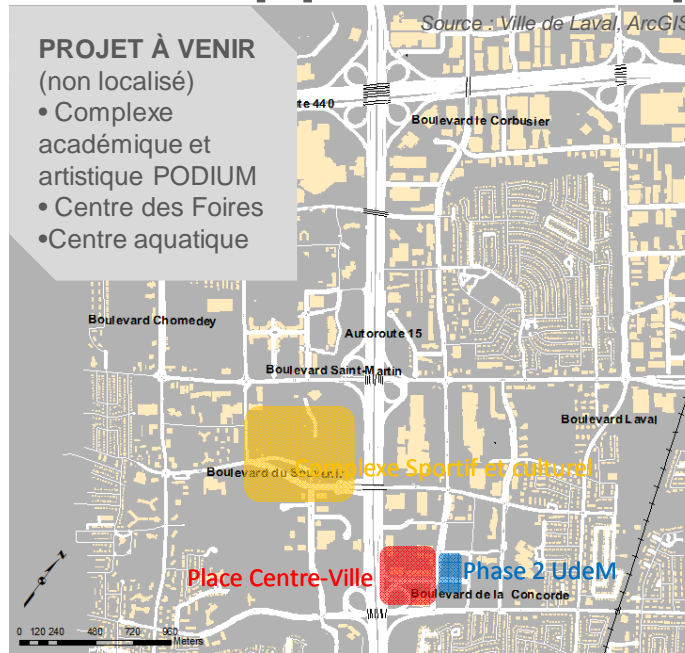 Source : Ville de Laval, ArcGIS
PROJET À VENIR
(non localisé)
• Complexe
académique et
artistique PODIUM
• Centre des Foires
•Centre aquatique
te 440
Boulevard le Corbusier
Boulevard Chomedey
Autoroute 15
Boulevard Saint-Martin
Boulevard Laval
Complexe Sportif et culturel
Boulevard du Souvenir
Place Centre-Ville
Phase 2 UdeM
Boulevard de la Concorde
0 120 240 480 720 960
Meters
N